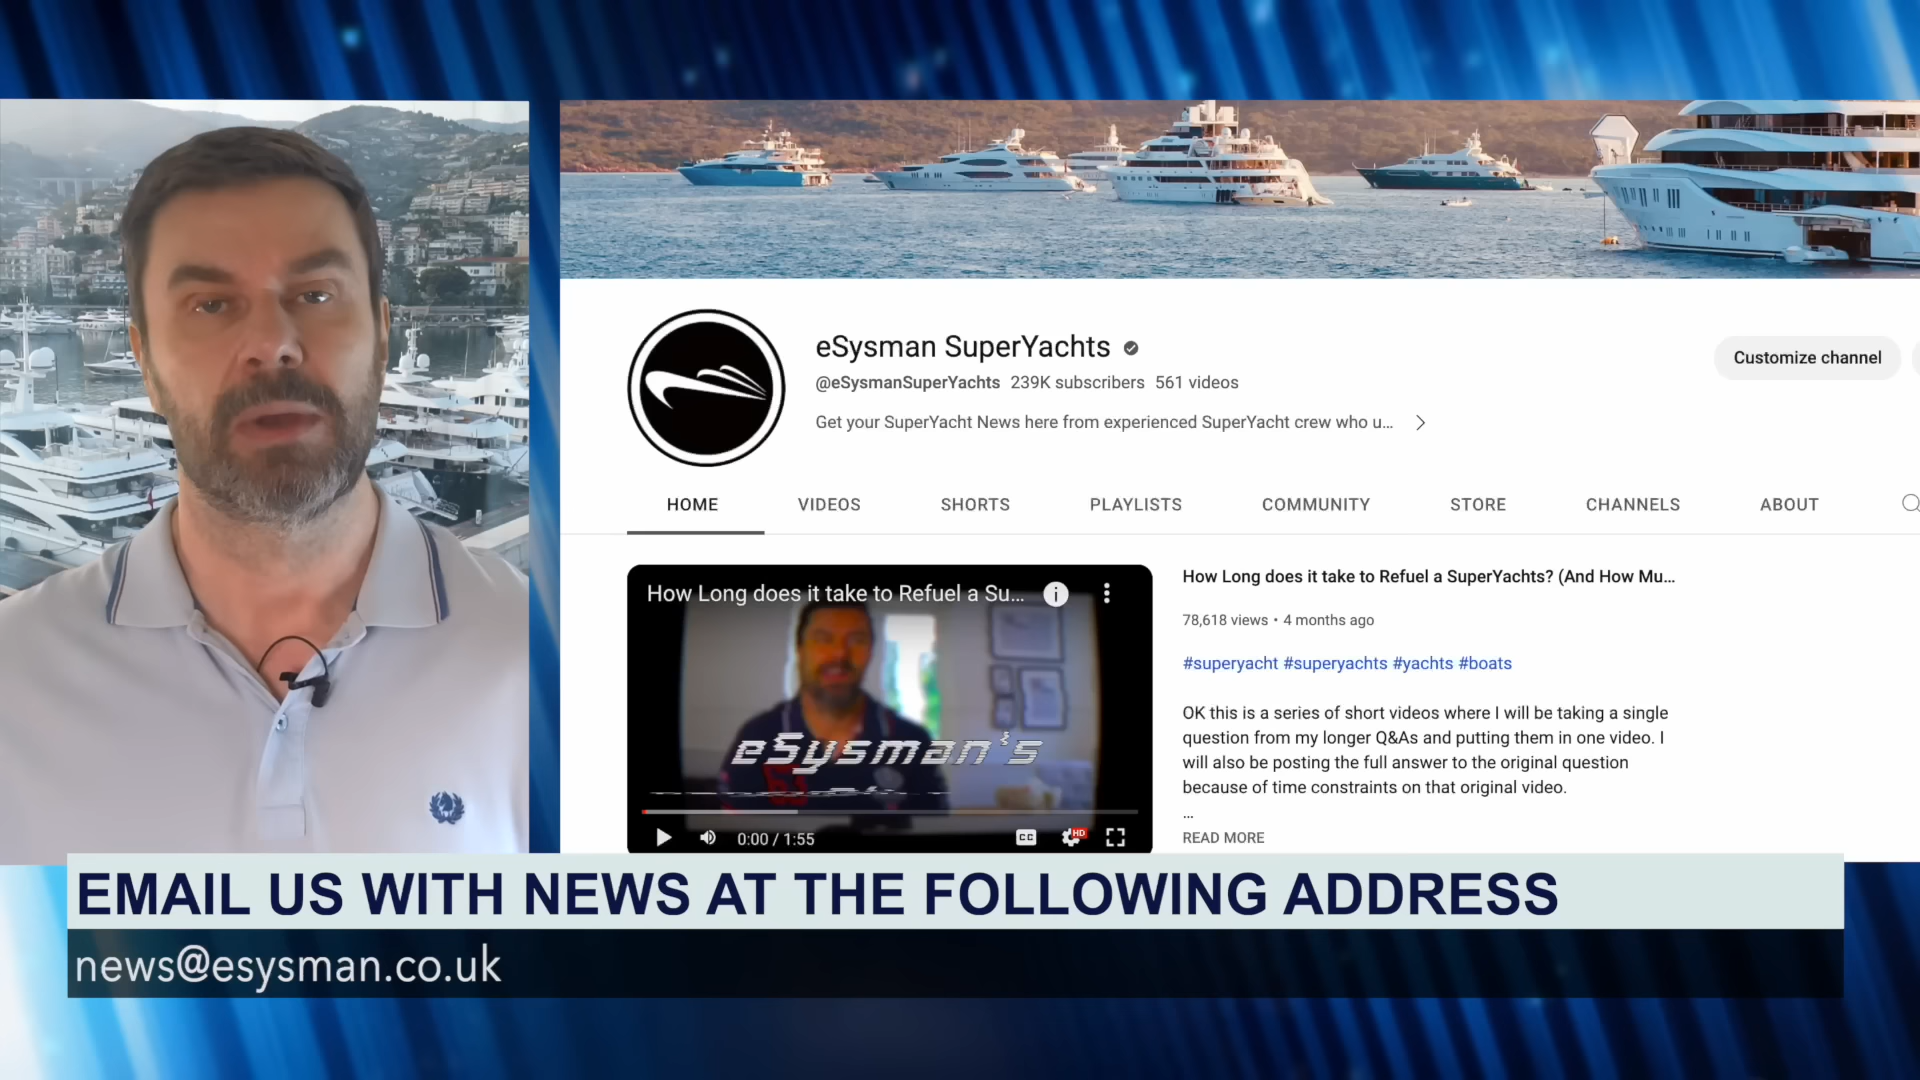 eSysman SuperYachts
@eSysmanSuperYachts 239K subscribers 561 videos
Get your SuperYacht News here from experienced SuperYacht crew who u...
Customize channel
HOME VIDEOS SHORTS PLAYLISTS COMMUNITY STORE CHANNELS ABOUT
How Long does it take to Refuel a Su...
eSysman's
0:00 / 1:55
CC
HD
How Long does it take to Refuel a SuperYachts? (And How Mu...
78,618 views • 4 months ago
#superyacht #superyachts #yachts #boats
OK this is a series of short videos where I will be taking a single
question from my longer Q&As and putting them in one video. I
will also be posting the full answer to the original question
because of time constraints on that original video.
...
READ MORE
EMAIL US WITH NEWS AT THE FOLLOWING ADDRESS
news@esysman.co.uk